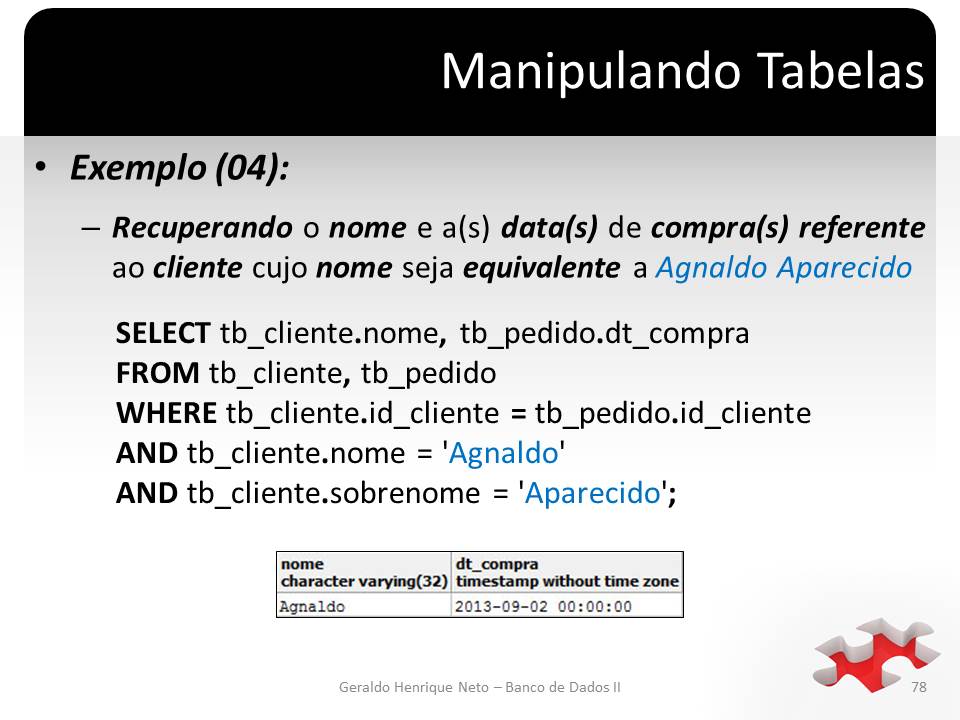 Manipulando Tabelas
• Exemplo (04):
– Recuperando o nome e a(s) data(s) de compra(s) referente
ao cliente cujo nome seja equivalente a Agnaldo Aparecido
SELECT tb_cliente.nome, tb_pedido.dt_compra
FROM tb_cliente, tb_pedido
WHERE tb_cliente.id_cliente = tb_pedido.id_cliente
AND tb_cliente.nome = 'Agnaldo'
AND tb_cliente.sobrenome = 'Aparecido';
nome dt_compra
character varying(32) timestamp without time zone
Agnaldo 2013-09-02 00:00:00
Geraldo Henrique Neto – Banco de Dados II 78